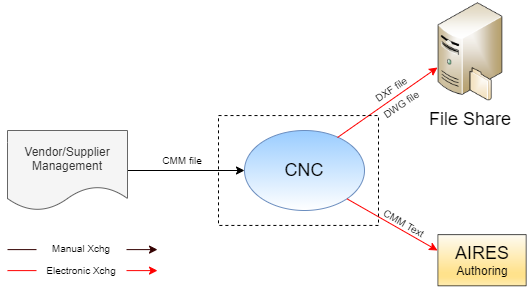 DXF file
DWG file
File Share
Vendor/Supplier
Management
CMM file
CNC
CMM Text
Manual Xchg
Electronic Xchg
AIRES
Authoring